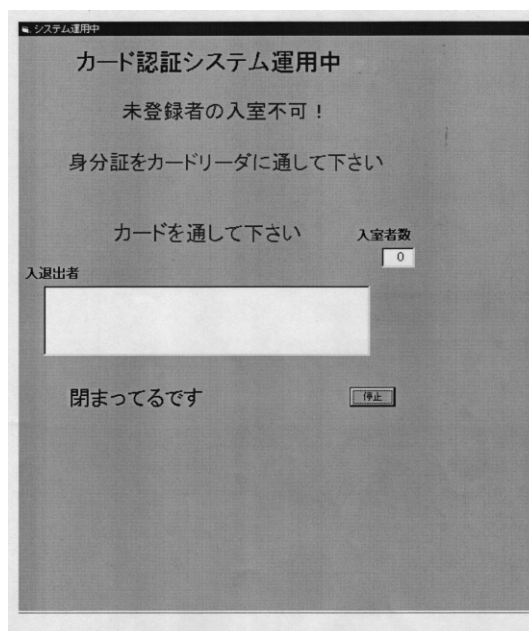 システム運用中
カード認証システム運用中
未登録者の入室不可！
身分証をカードリーダに通して下さい
カードを通して下さい
入室者数
0
入退出者
閉まってるです
停止